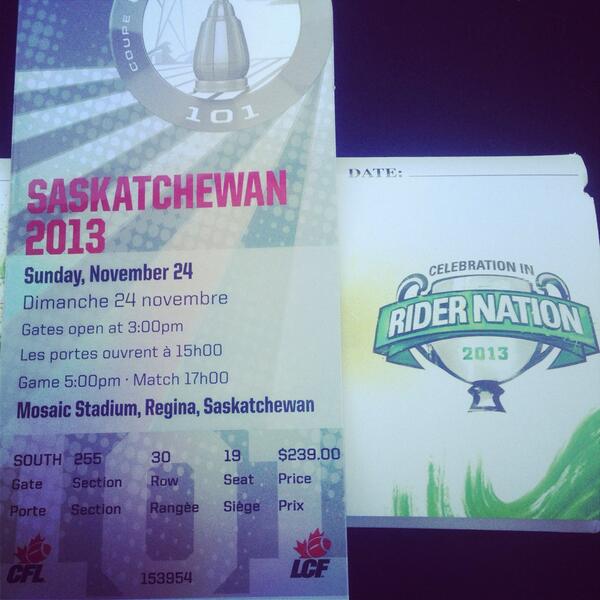 COUPE
101
SASKATCHEWAN
2013
Sunday, November 24
Dimanche 24 novembre
Gates open at 3:00pm
Les portes ouvrent à 15h00
Game 5:00pm · Match 17h00
Mosaic Stadium, Regina, Saskatchewan
SOUTH 255 30 19 $239.00
Gate Section Row Seat Price
Porte Section Rangèe Siège Prix
CFL 153954 LCF
DATE:
CELEBRATION IN
RIDER NATION
2013